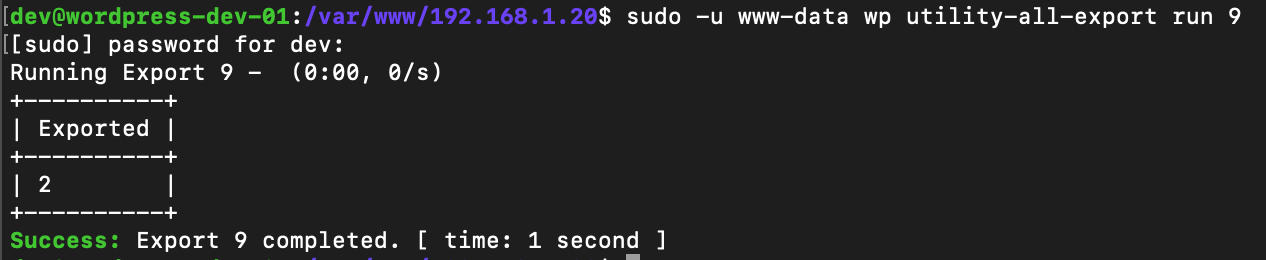 [dev@wordpress-dev-01:/var/www/192.168.1.20$ sudo -u www-data wp utility-all-export run 9
[[sudo] password for dev:
Running Export 9 -  (0:00, 0/s)
+----------+
| Exported |
+----------+
| 2        |
+----------+
Success: Export 9 completed. [ time: 1 second ]